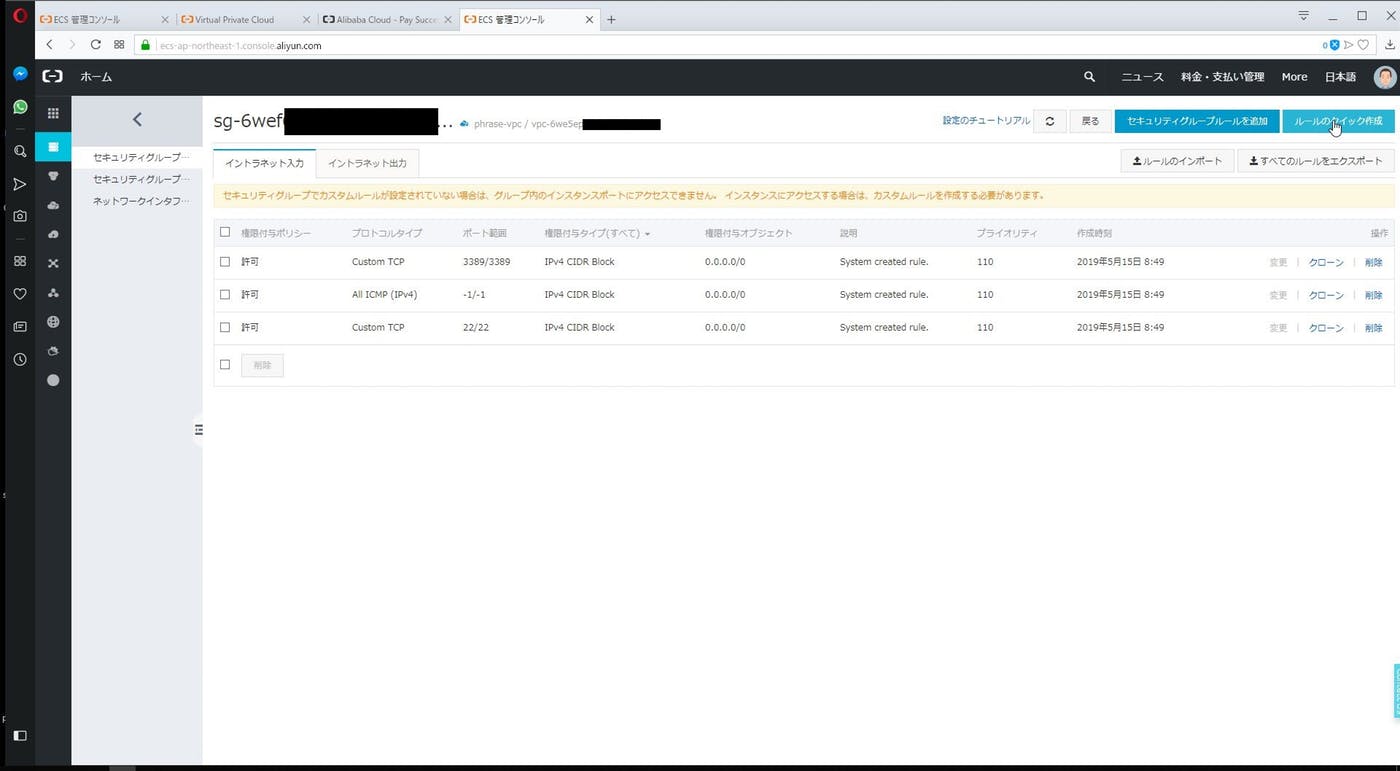 ECS 管理コンソール
Virtual Private Cloud
Alibaba Cloud - Pay Succe
ECS 管理コンソール
ecs-ap-northeast-1.console.aliyun.com
0
ホーム
ニュース 料金・支払い管理 More 日本語
sg-6wef ... phrase-vpc / vpc-6we5ep
設定のチュートリアル 戻る セキュリティグループルールを追加 ルールのクイック作成
セキュリティグループ…
セキュリティグループ…
ネットワークインタフ…
イントラネット入力 イントラネット出力 ルールのインポート すべてのルールをエクスポート
セキュリティグループでカスタムルールが設定されていない場合は、グループ内のインスタンスポートにアクセスできません。 インスタンスにアクセスする場合は、カスタムルールを作成する必要があります。
権限付与ポリシー プロトコルタイプ ポート範囲 権限付与タイプ(すべて) 権限付与オブジェクト 説明 プライオリティ 作成時刻 操作
許可 Custom TCP 3389/3389 IPv4 CIDR Block 0.0.0.0/0 System created rule. 110 2019年5月15日 8:49 変更 | クローン | 削除
許可 All ICMP (IPv4) -1/-1 IPv4 CIDR Block 0.0.0.0/0 System created rule. 110 2019年5月15日 8:49 変更 | クローン | 削除
許可 Custom TCP 22/22 IPv4 CIDR Block 0.0.0.0/0 System created rule. 110 2019年5月15日 8:49 変更 | クローン | 削除
削除